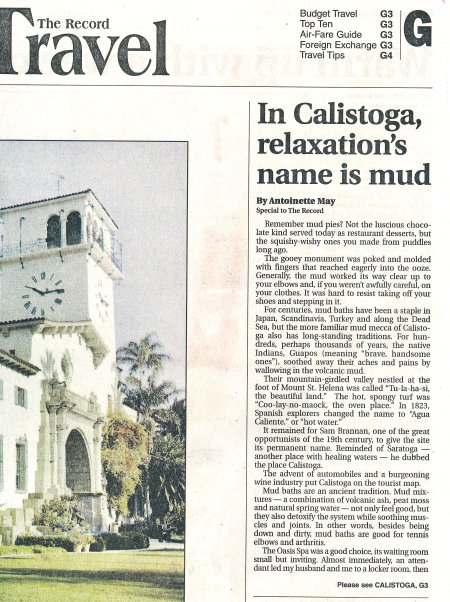 The Record
Travel
Budget Travel G3
Top Ten G3
Air-Fare Guide G3
Foreign Exchange G3
Travel Tips G4
G
In Calistoga,
relaxation's
name is mud
By Antoinette May
Special to The Record
Remember mud pies? Not the luscious choco-
late kind served today as restaurant desserts, but
the squishy-wishy ones you made from puddles
long ago.
The gooey monument was poked and molded
with fingers that reached eagerly into the ooze.
Generally, the mud worked its way clear up to
your elbows and, if you weren't awfully careful, on
your clothes. It was hard to resist taking off your
shoes and stepping in it.
For centuries, mud baths have been a staple in
Japan, Scandinavia, Turkey and along the Dead
Sea, but the more familiar mud mecca of Calisto-
ga also has long-standing traditions. For hun-
dreds, perhaps thousands of years, the native
Indians, Guapos (meaning "brave, handsome
ones"), soothed away their aches and pains by
wallowing in the volcanic mud.
Their mountain-girdled valley nestled at the
foot of Mount St. Helena was called "Tu-la-ha-si,
the beautiful land." The hot, spongy turf was
"Coo-lay-no-maock, the oven place." In 1823,
Spanish explorers changed the name to "Agua
Caliente," or "hot water."
It remained for Sam Brannan, one of the great
opportunists of the 19th century, to give the site
its permanent name. Reminded of Saratoga —
another place with healing waters — he dubbed
the place Calistoga.
The advent of automobiles and a burgeoning
wine industry put Calistoga on the tourist map.
Mud baths are an ancient tradition. Mud mix-
tures — a combination of volcanic ash, peat moss
and natural spring water — not only feel good, but
they also detoxify the system while soothing mus-
cles and joints. In other words, besides being
down and dirty, mud baths are good for tennis
elbows and arthritis.
The Oasis Spa was a good choice, its waiting room
small but inviting. Almost immediately, an atten-
dant led my husband and me to a locker room, then
Please see CALISTOGA, G3